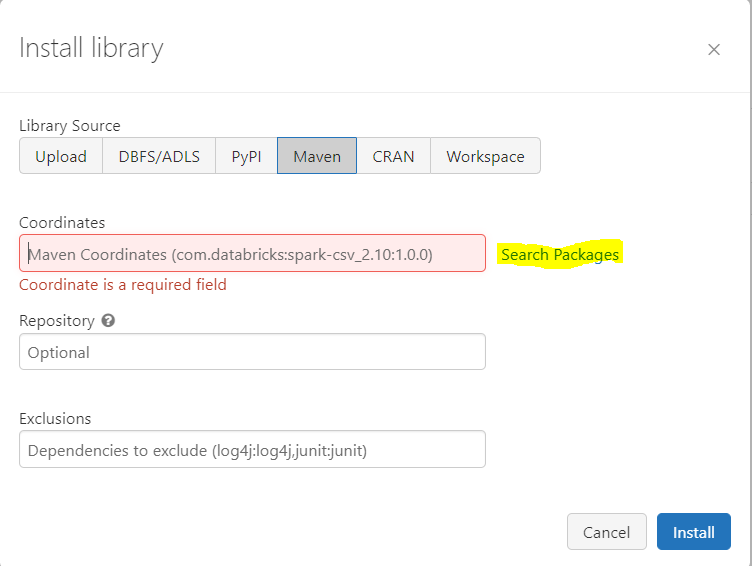 Install library
×
Library Source
Upload DBFS/ADLS PyPI Maven CRAN Workspace
Coordinates
Maven Coordinates (com.databricks:spark-csv_2.10:1.0.0) Search Packages
Coordinate is a required field
Repository ?
Optional
Exclusions
Dependencies to exclude (log4j:log4j,junit:junit)
Cancel Install